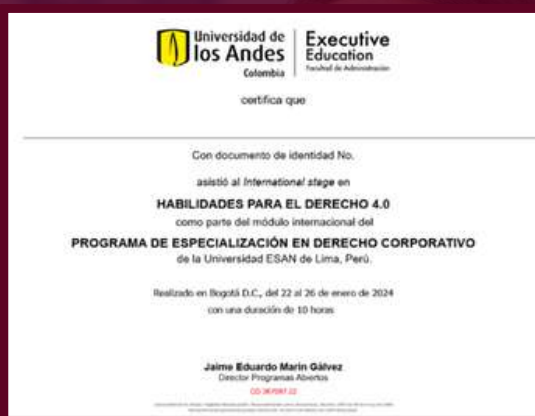 Universidad de
los Andes
Colombia
Executive
Education
Facultad de Administración
certifica que
Con documento de identidad No.
asistió al International stage en
HABILIDADES PARA EL DERECHO 4.0
como parte del módulo internacional del
PROGRAMA DE ESPECIALIZACIÓN EN DERECHO CORPORATIVO
de la Universidad ESAN de Lima, Perú.
Realizado en Bogotá D.C., del 22 al 26 de enero de 2024
con una duración de 10 horas
Jaime Eduardo Marín Gálvez
Director Programas Abiertos